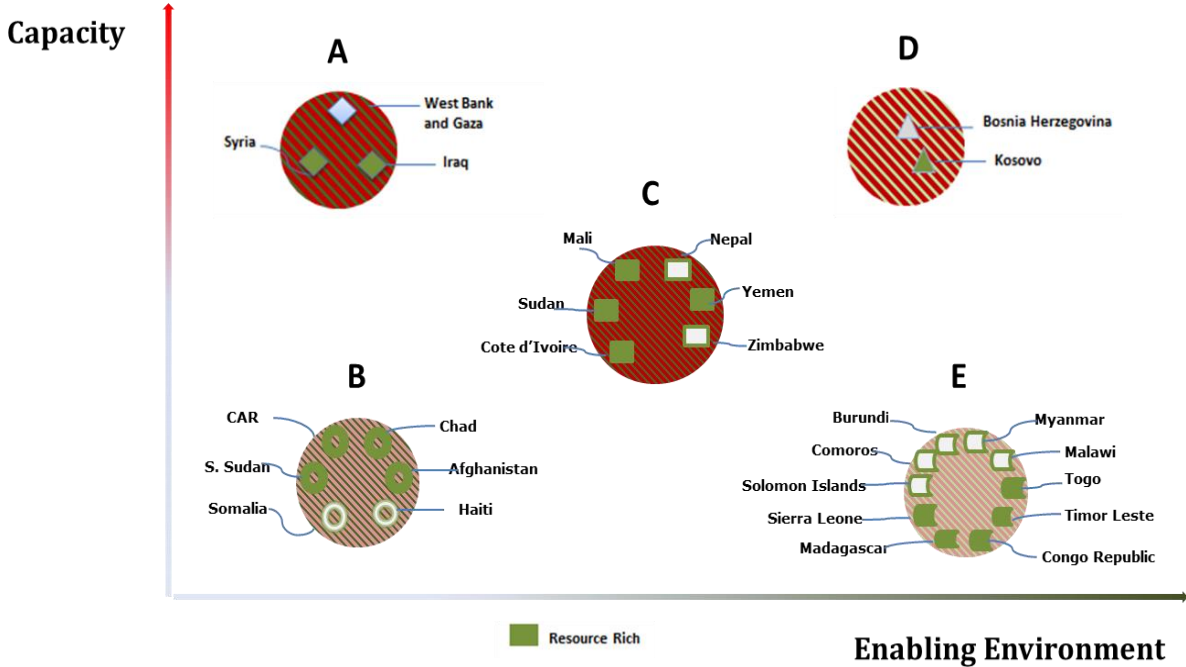 Capacity
A
D
West Bank
and Gaza
Syria
Iraq
Bosnia Herzegovina
Kosovo
C
Mali
Nepal
Sudan
Yemen
Cote d'Ivoire
Zimbabwe
B
E
CAR
Chad
S. Sudan
Afghanistan
Somalia
Haiti
Burundi
Myanmar
Comoros
Malawi
Solomon Islands
Togo
Sierra Leone
Timor Leste
Madagascar
Congo Republic
Resource Rich
Enabling Environment